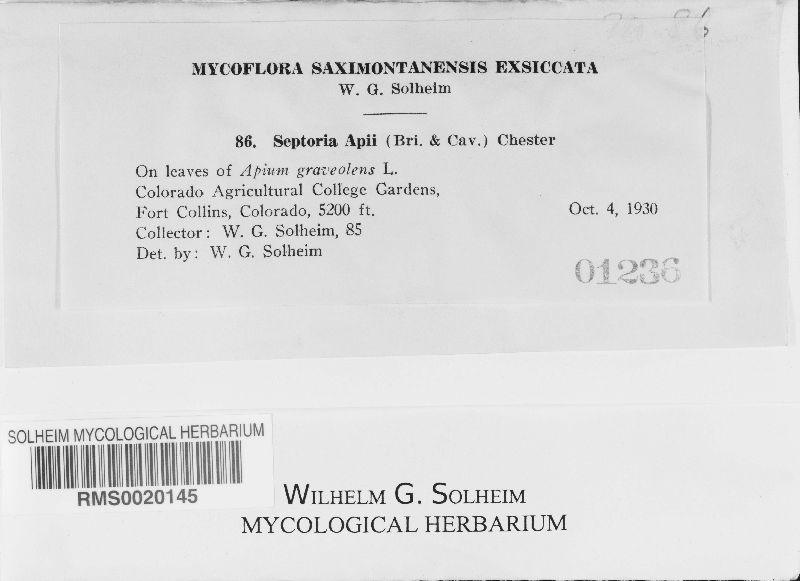 MYCOFLORA SAXIMONTANENSIS EXSICCATA
W. G. Solheim
86. Septoria Apii (Bri. & Cav.) Chester
On leaves of Apium graveolens L.
Colorado Agricultural College Gardens,
Fort Collins, Colorado, 5200 ft. Oct. 4, 1930
Collector: W. G. Solheim, 85
Det. by: W. G. Solheim
01236
SOLHEIM MYCOLOGICAL HERBARIUM
RMS0020145
WILHELM G. SOLHEIM
MYCOLOGICAL HERBARIUM